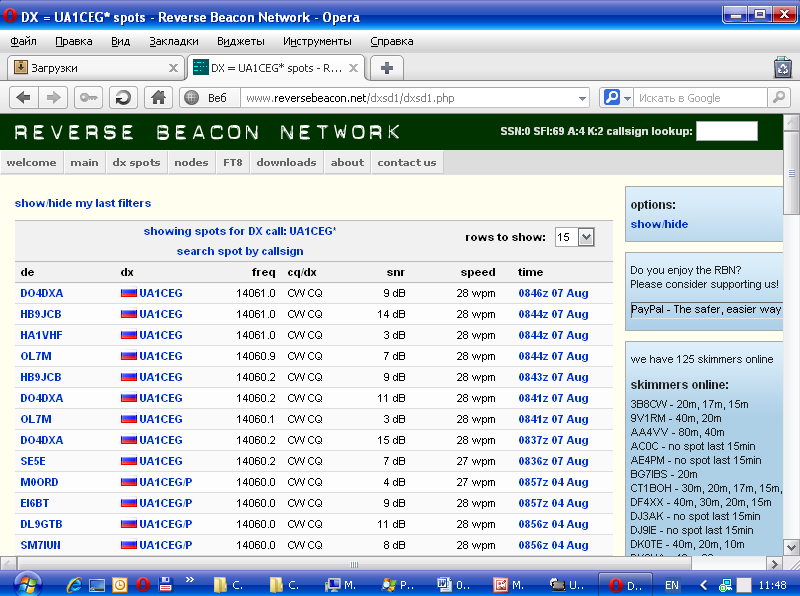 DX = UA1CEG* spots - Reverse Beacon Network - Opera
Файл Правка Вид Закладки Виджеты Инструменты Справка
Загрузки DX = UA1CEG* spots - R...
Веб www.reversebeacon.net/dxsd1/dxsd1.php Искать в Google
REVERSE BEACON NETWORK SSN:0 SFI:69 A:4 K:2 callsign lookup:
welcome main dx spots nodes FT8 downloads about contact us
show/hide my last filters
showing spots for DX call: UA1CEG*
search spot by callsign
rows to show: 15
de dx freq cq/dx snr speed time
DO4DXA UA1CEG 14061.0 CW CQ 9 dB 28 wpm 0846z 07 Aug
HB9JCB UA1CEG 14061.0 CW CQ 14 dB 28 wpm 0844z 07 Aug
HA1VHF UA1CEG 14061.0 CW CQ 3 dB 28 wpm 0844z 07 Aug
OL7M UA1CEG 14060.9 CW CQ 7 dB 28 wpm 0844z 07 Aug
HB9JCB UA1CEG 14060.2 CW CQ 9 dB 28 wpm 0843z 07 Aug
DO4DXA UA1CEG 14060.2 CW CQ 11 dB 28 wpm 0841z 07 Aug
OL7M UA1CEG 14060.1 CW CQ 3 dB 28 wpm 0841z 07 Aug
DO4DXA UA1CEG 14060.2 CW CQ 15 dB 28 wpm 0837z 07 Aug
SE5E UA1CEG 14060.2 CW CQ 7 dB 27 wpm 0836z 07 Aug
M0ORD UA1CEG/P 14060.0 CW CQ 4 dB 27 wpm 0857z 04 Aug
EI6BT UA1CEG/P 14060.0 CW CQ 9 dB 28 wpm 0857z 04 Aug
DL9GTB UA1CEG/P 14060.0 CW CQ 11 dB 28 wpm 0856z 04 Aug
SM7IUN UA1CEG/P 14060.0 CW CQ 8 dB 28 wpm 0856z 04 Aug
options:
show/hide
Do you enjoy the RBN?
Please consider supporting us!
PayPal - The safer, easier way
we have 125 skimmers online
skimmers online:
3B8CW - 20m, 17m, 15m
9V1RM - 40m, 20m
AA4VV - 80m, 40m
AC0C - no spot last 15min
AE4PM - no spot last 15min
BG7IBS - 20m
CT1BOH - 30m, 20m, 17m, 15m,
DF4XX - 40m, 30m, 20m, 15m
DJ3AK - no spot last 15min
DJ9IE - no spot last 15min
DK0TE - 40m, 20m, 10m
С. С. М. Р.. 0.. М. U.. D.. EN 11:48